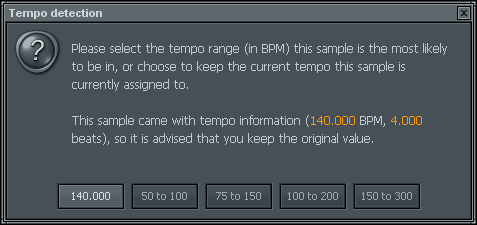 Tempo detection
Please select the tempo range (in BPM) this sample is the most likely
to be in, or choose to keep the current tempo this sample is
currently assigned to.
This sample came with tempo information (140.000 BPM, 4.000
beats), so it is advised that you keep the original value.
140.000 50 to 100 75 to 150 100 to 200 150 to 300